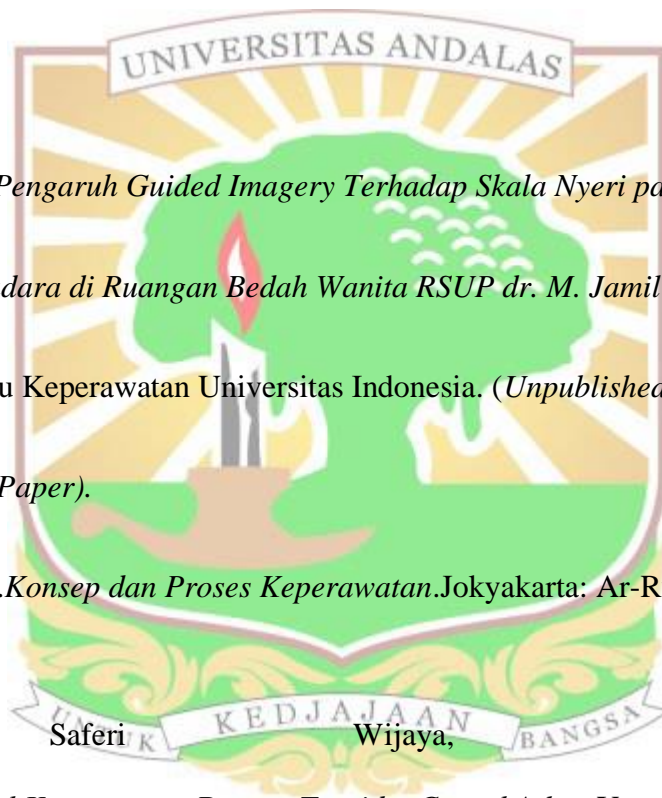 UNIVERSITAS ANDALAS
Pengaruh Guided Imagery Terhadap Skala Nyeri pa
dara di Ruangan Bedah Wanita RSUP dr. M. Jamil
u Keperawatan Universitas Indonesia. (Unpublished
Paper).
.Konsep dan Proses Keperawatan.Jokyakarta: Ar-R
Saferi Wijaya,
UNTUK KEDJAJAAN BANGSA